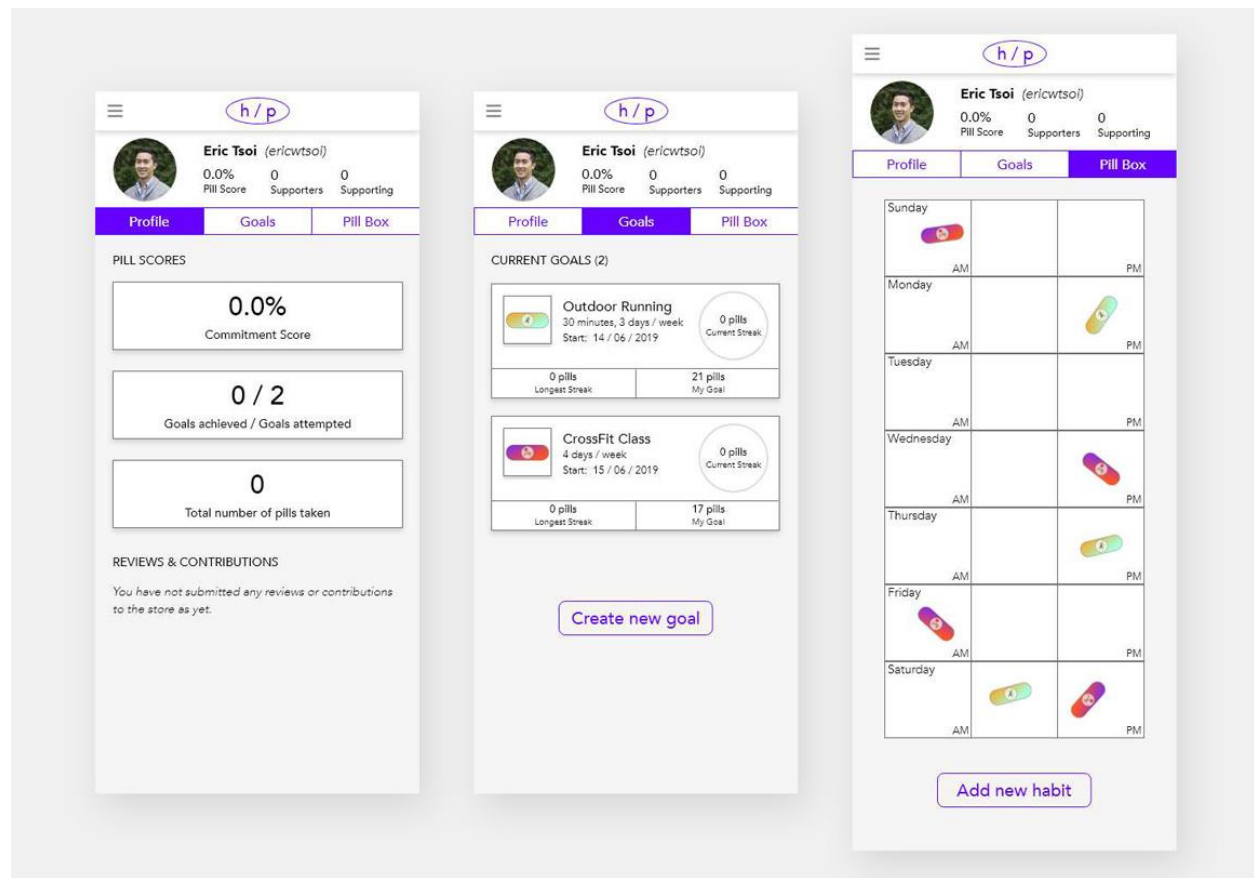 h / p
Eric Tsoi (ericwtsoi)
0.0% 0 0
Pill Score Supporters Supporting
Profile Goals Pill Box
PILL SCORES
0.0%
Commitment Score
0 / 2
Goals achieved / Goals attempted
0
Total number of pills taken
REVIEWS & CONTRIBUTIONS
You have not submitted any reviews or contributions
to the store as yet.
h / p
Eric Tsoi (ericwtsoi)
0.0% 0 0
Pill Score Supporters Supporting
Profile Goals Pill Box
CURRENT GOALS (2)
Outdoor Running
30 minutes, 3 days / week
Start: 14 / 06 / 2019
0 pills
Current Streak
0 pills 21 pills
Longest Streak My Goal
CrossFit Class
4 days / week
Start: 15 / 06 / 2019
0 pills
Current Streak
0 pills 17 pills
Longest Streak My Goal
Create new goal
h / p
Eric Tsoi (ericwtsoi)
0.0% 0 0
Pill Score Supporters Supporting
Profile Goals Pill Box
Sunday
AM PM
Monday
AM PM
Tuesday
AM PM
Wednesday
AM PM
Thursday
AM PM
Friday
AM PM
Saturday
AM PM
Add new habit